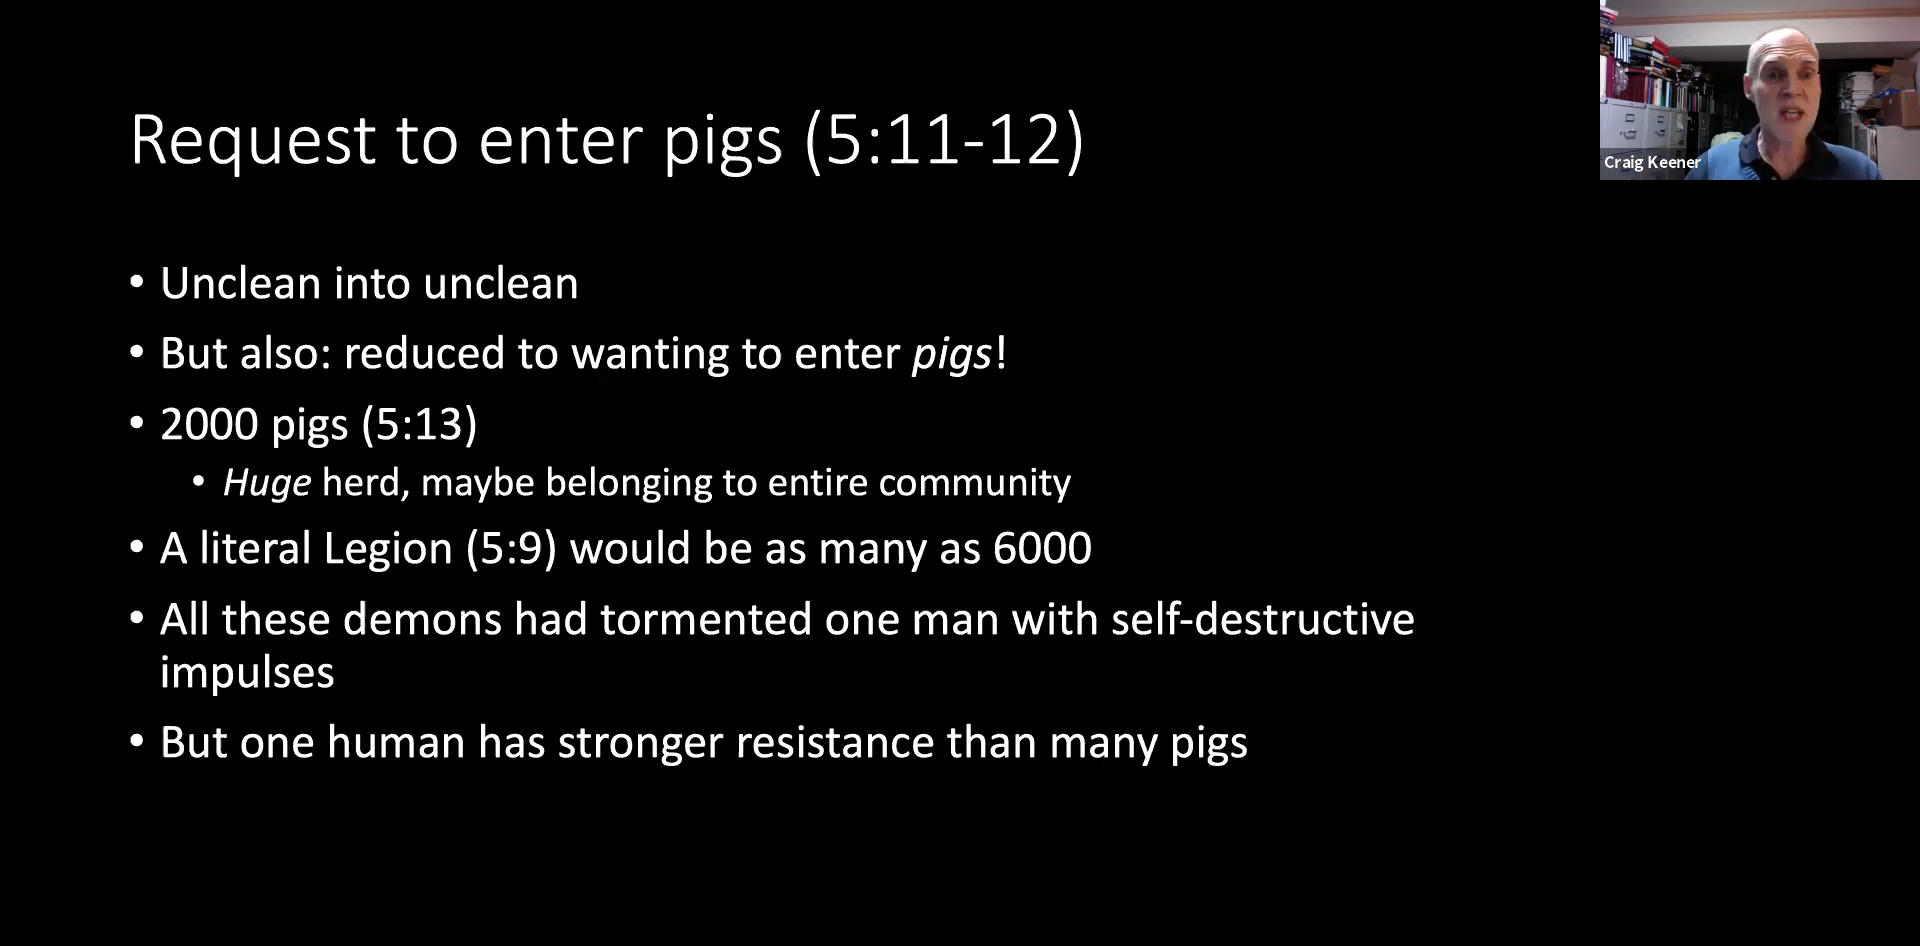 Request to enter pigs (5:11-12)
Craig Keener
• Unclean into unclean
• But also: reduced to wanting to enter pigs!
• 2000 pigs (5:13)
• Huge herd, maybe belonging to entire community
• A literal Legion (5:9) would be as many as 6000
• All these demons had tormented one man with self-destructive
impulses
• But one human has stronger resistance than many pigs